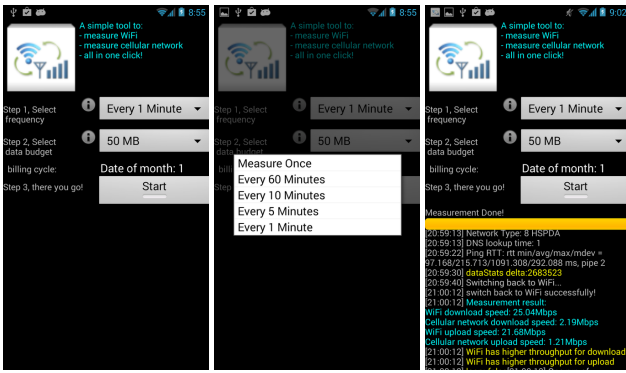 8:55
A simple tool to:
- measure WiFi
- measure cellular network
- all in one click!
Step 1, Select
frequency
Every 1 Minute
Step 2, Select
data budget
50 MB
billing cycle:
Date of month: 1
Step 3, there you go!
Start
8:55
A simple tool to:
- measure WiFi
- measure cellular network
- all in one click!
Step 1, Select
frequency
Every 1 Minute
Step 2, Select
data budget
50 MB
Measure Once
Every 60 Minutes
Every 10 Minutes
Every 5 Minutes
Every 1 Minute
9:02
A simple tool to:
- measure WiFi
- measure cellular network
- all in one click!
Step 1, Select
frequency
Every 1 Minute
Step 2, Select
data budget
50 MB
billing cycle:
Date of month: 1
Step 3, there you go!
Start
Measurement Done!
[20:59:13] Network Type: 8 HSPDA
[20:59:13] DNS lookup time: 1
[20:59:22] Ping RTT: rtt min/avg/max/mdev =
97.168/215.713/1091.308/292.088 ms, pipe 2
[20:59:30] dataStats delta:2683523
[20:59:40] Switching back to WiFi...
[21:00:12] switch back to WiFi successfully!
[21:00:12] Measurement result:
WiFi download speed: 25.04Mbps
Cellular network download speed: 2.19Mbps
WiFi upload speed: 21.68Mbps
Cellular network upload speed: 1.21Mbps
[21:00:12] WiFi has higher throughput for download
[21:00:12] WiFi has higher throughput for upload